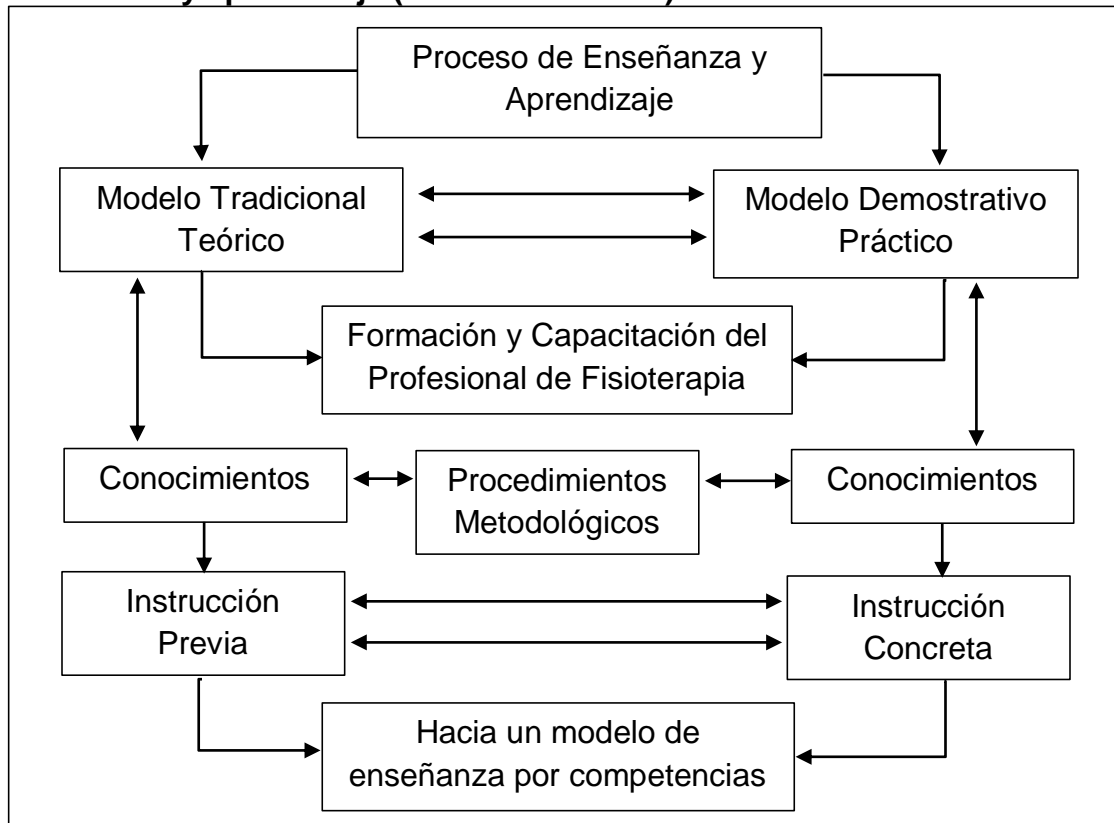 Proceso de Enseñanza y
Aprendizaje
Modelo Tradicional
Teórico
Modelo Demostrativo
Práctico
Formación y Capacitación del
Profesional de Fisioterapia
Conocimientos
Procedimientos
Metodológicos
Conocimientos
Instrucción
Previa
Instrucción
Concreta
Hacia un modelo de
enseñanza por competencias